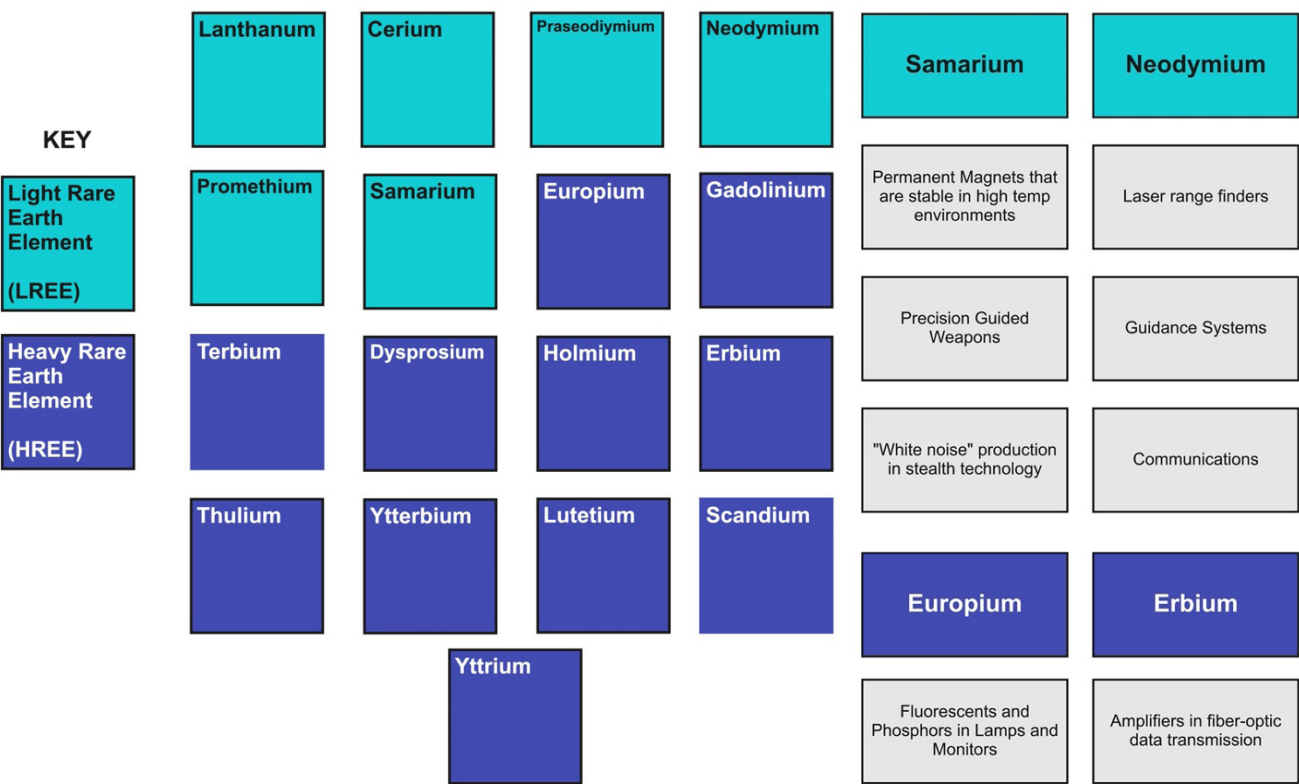 Lanthanum
Cerium
Praseodiymium
Neodymium
Samarium
Neodymium
KEY
Light Rare
Earth
Element
(LREE)
Promethium
Samarium
Europium
Gadolinium
Permanent Magnets that
are stable in high temp
environments
Laser range finders
Heavy Rare
Earth
Element
(HREE)
Terbium
Dysprosium
Holmium
Erbium
Precision Guided
Weapons
Guidance Systems
"White noise" production
in stealth technology
Communications
Thulium
Ytterbium
Lutetium
Scandium
Europium
Erbium
Yttrium
Fluorescents and
Phosphors in Lamps and
Monitors
Amplifiers in fiber-optic
data transmission